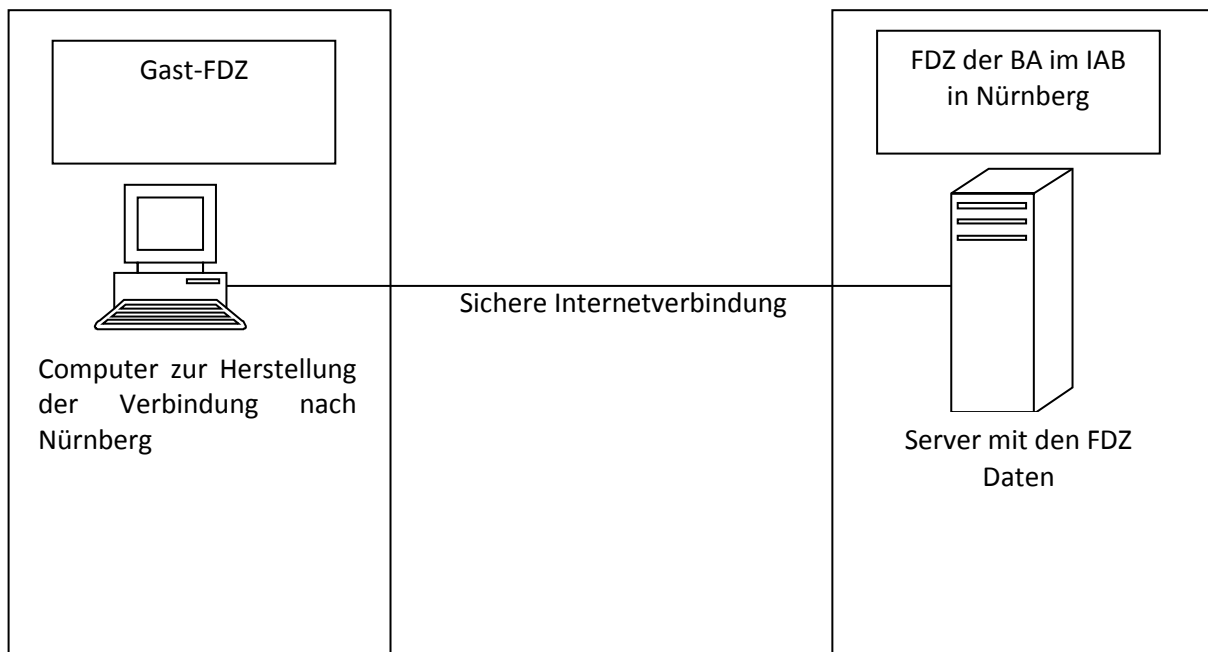 Gast-FDZ
FDZ der BA im IAB
in Nürnberg
Sichere Internetverbindung
Computer zur Herstellung
der Verbindung nach
Nürnberg
Server mit den FDZ
Daten